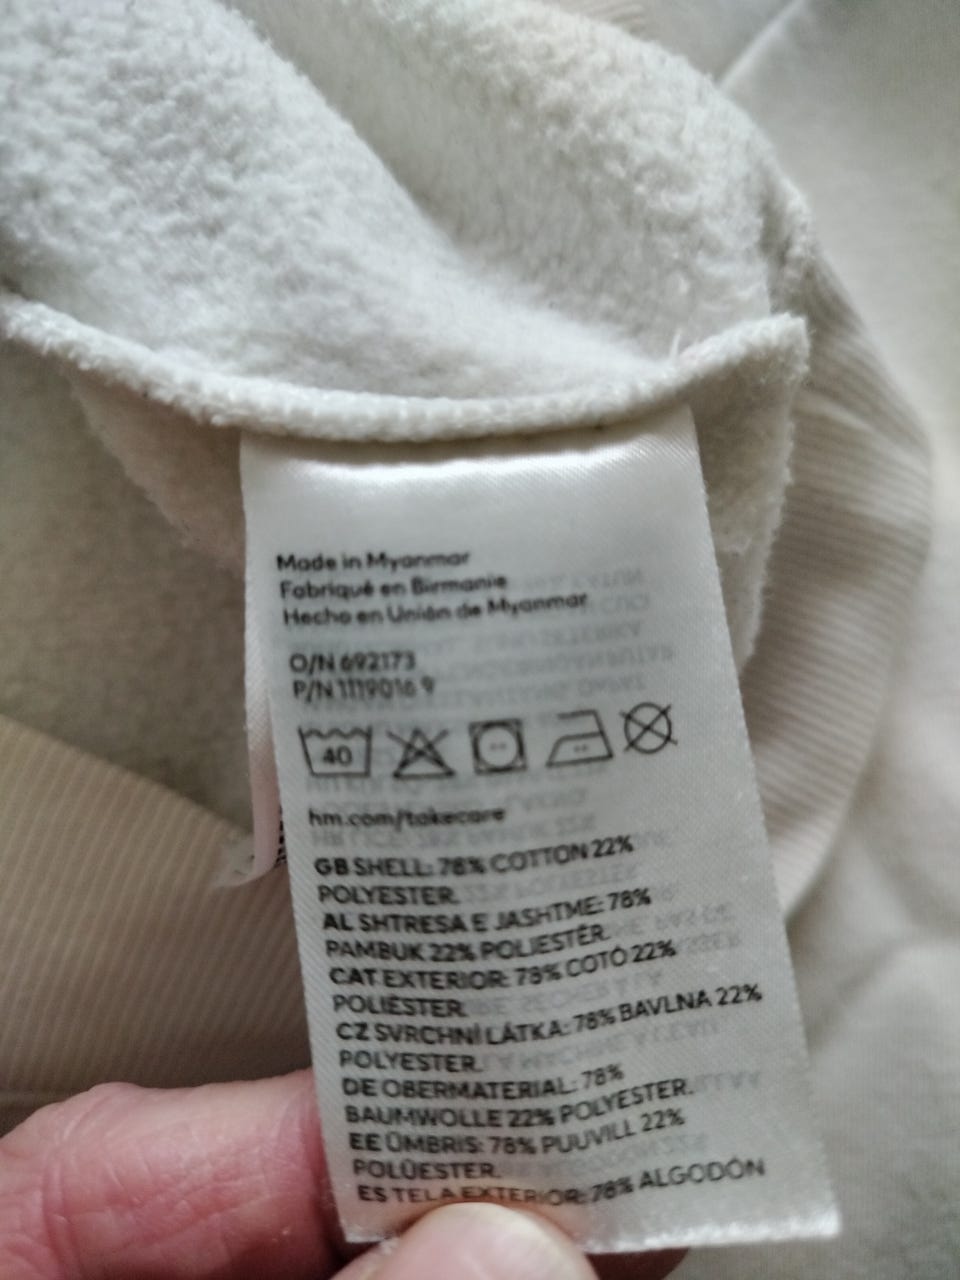 Made in Myanmar
Fabriqué en Birmanie
Hecho en Unión de Myanmar
O/N 692173
P/N 1119016 9
40
hm.com/takecare
GB SHELL: 78% COTTON 22%
POLYESTER.
AL SHTRESA E JASHTME: 78%
PAMBUK 22% POLIESTËR.
CAT EXTERIOR: 78% COTÓ 22%
POLIÉSTER.
CZ SVRCHNÍ LÁTKA: 78% BAVLNA 22%
POLYESTER.
DE OBERMATERIAL: 78%
BAUMWOLLE 22% POLYESTER.
EE ÜMBRIS: 78% PUUVILL 22%
POLÜESTER.
ES TELA EXTERIOR: 78% ALGODÓN